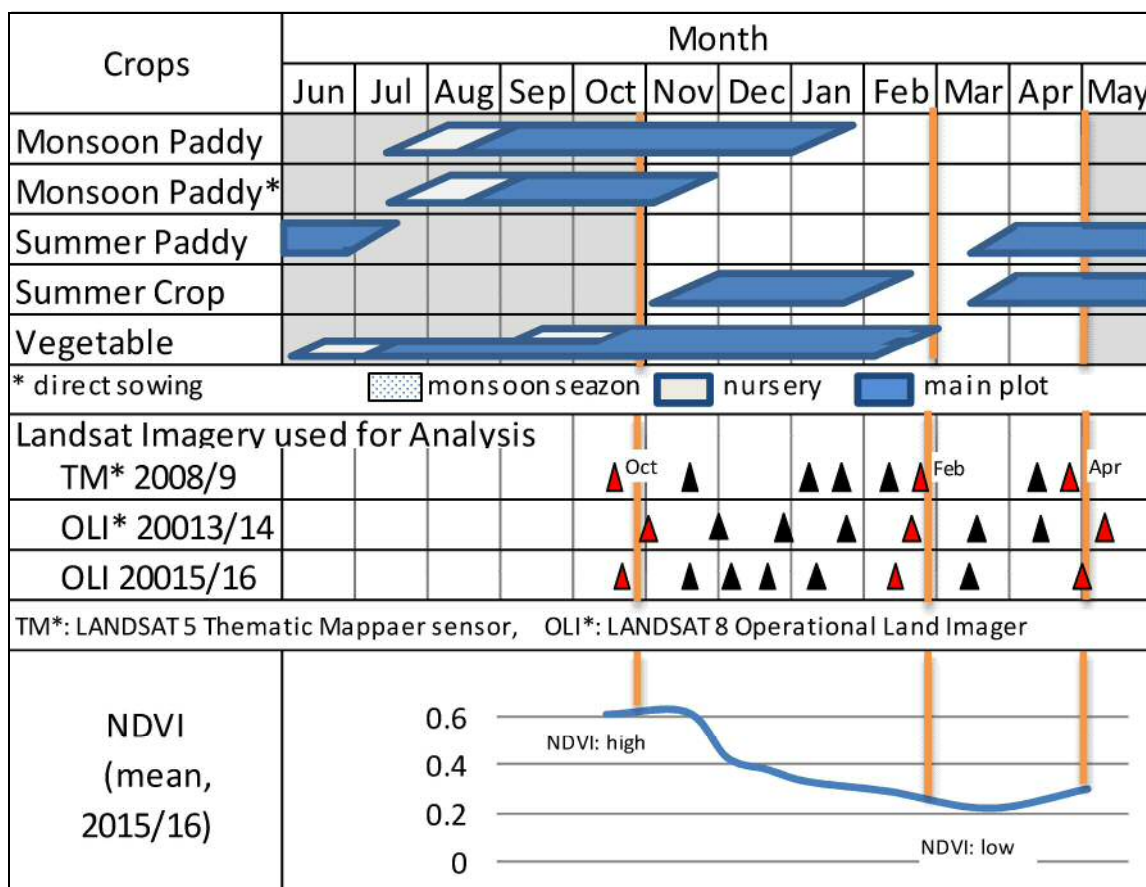 Crops
Month
Jun Jul Aug Sep Oct Nov Dec Jan Feb Mar Apr May
Monsoon Paddy
Monsoon Paddy*
Summer Paddy
Summer Crop
Vegetable
* direct sowing monsoon seazon nursery main plot
Landsat Imagery used for Analysis
TM* 2008/9 Oct Feb Apr
OLI* 20013/14
OLI 20015/16
TM*: LANDSAT 5 Thematic Mappaer sensor, OLI*: LANDSAT 8 Operational Land Imager
NDVI
(mean,
2015/16)
0.6
NDVI: high
0.4
0.2
NDVI: low
0